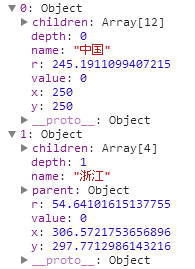 ▼ 0: Object
▶ children: Array[12]
depth: 0
name: "中国"
r: 245.1911099407215
value: 0
x: 250
y: 250
▶ __proto__: Object
▼ 1: Object
▶ children: Array[4]
depth: 1
name: "浙江"
▶ parent: Object
r: 54.64101615137755
value: 0
x: 306.5721753656896
y: 297.7712986143216
▶ __proto__: Object